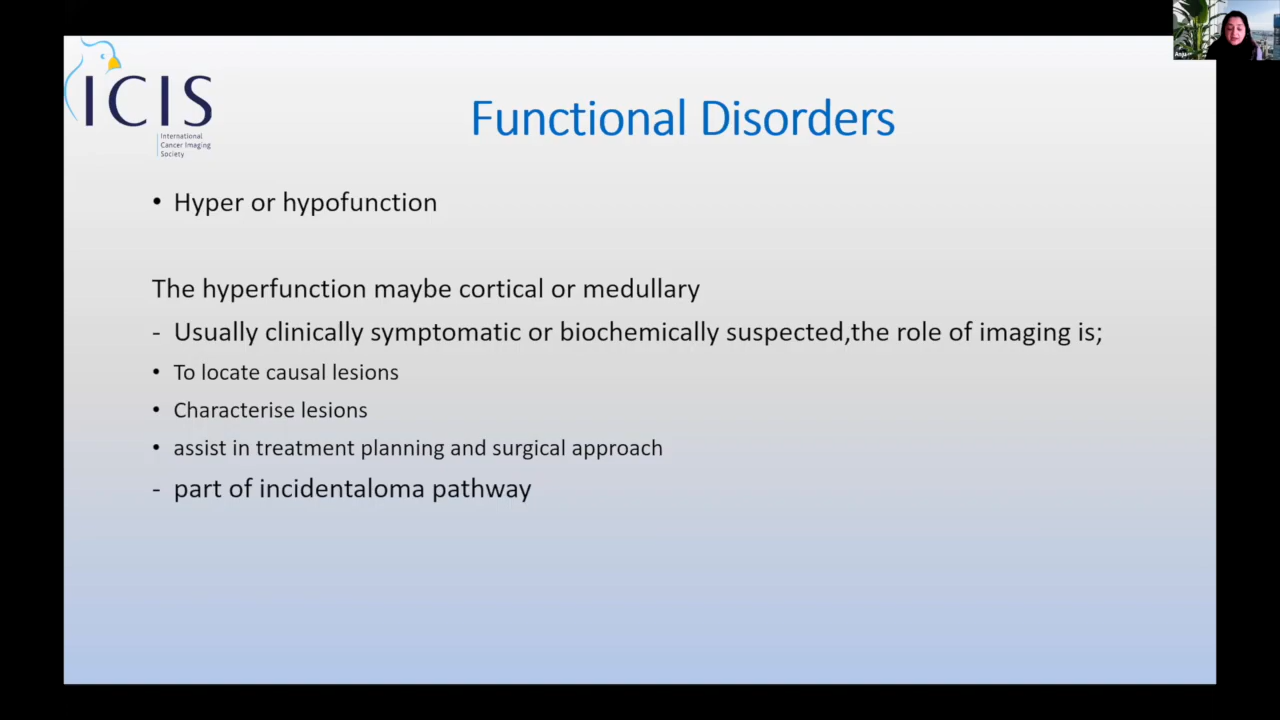 ICIS
International
Cancer Imaging
Society
Anju
Functional Disorders
• Hyper or hypofunction
The hyperfunction maybe cortical or medullary
- Usually clinically symptomatic or biochemically suspected,the role of imaging is;
• To locate causal lesions
• Characterise lesions
• assist in treatment planning and surgical approach
- part of incidentaloma pathway